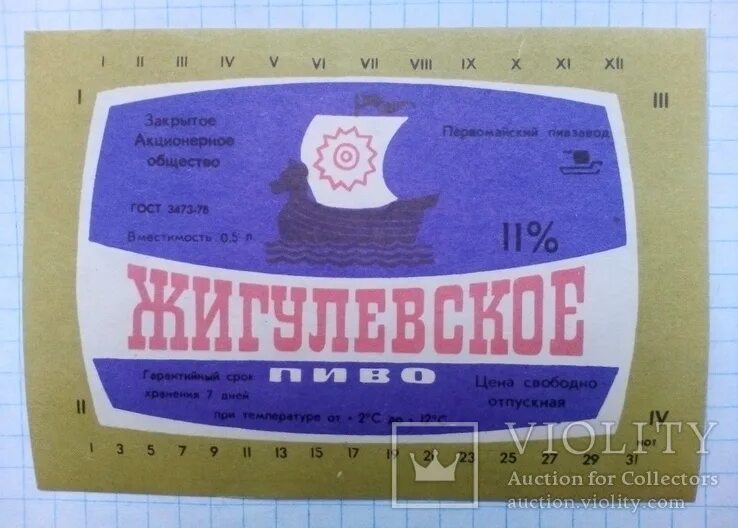 I II III IV V VI VII VIII IX X XI XII
I
III
Закрытое
Акционерное
общество
Первомайский пивзавод
ГОСТ 3473-78
Вместимость 0.5 л
11%
ЖИГУЛЕВСКОЕ
ПИВО
Гарантийный срок
хранения 7 дней
при температуре от + 2°С до + 12°С
Цена свободно
отпускная
II
IV
1 3 5 7 9 11 13 15 17 19 21 23 25 27 29 31
VIOLITY
Auction for Collectors
auction.violity.com